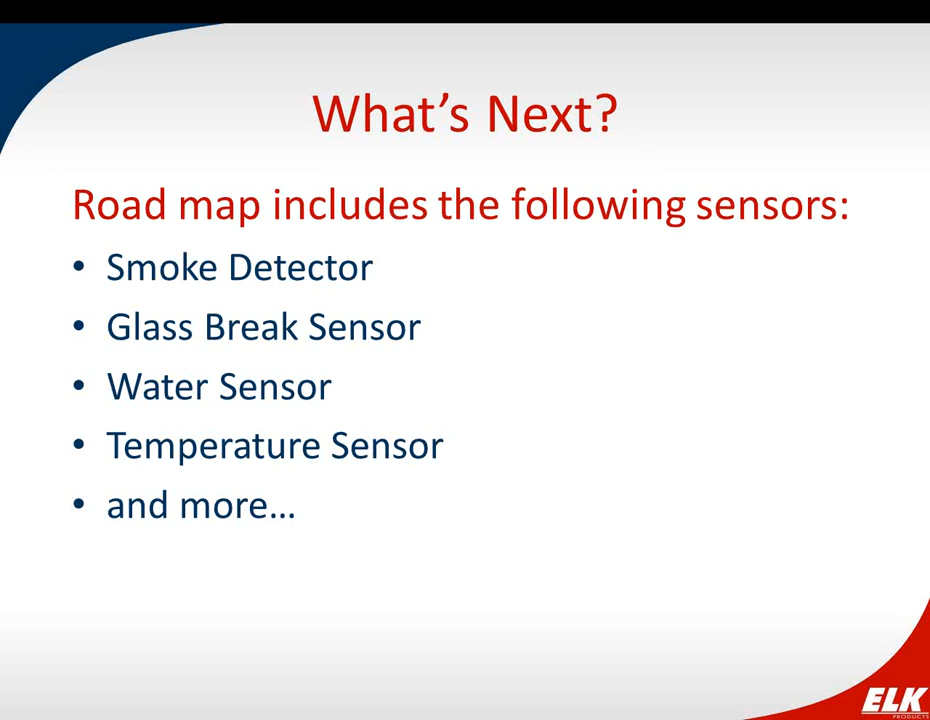 What’s Next?
Road map includes the following sensors:
• Smoke Detector
• Glass Break Sensor
• Water Sensor
• Temperature Sensor
• and more…
ELK
PRODUCTS